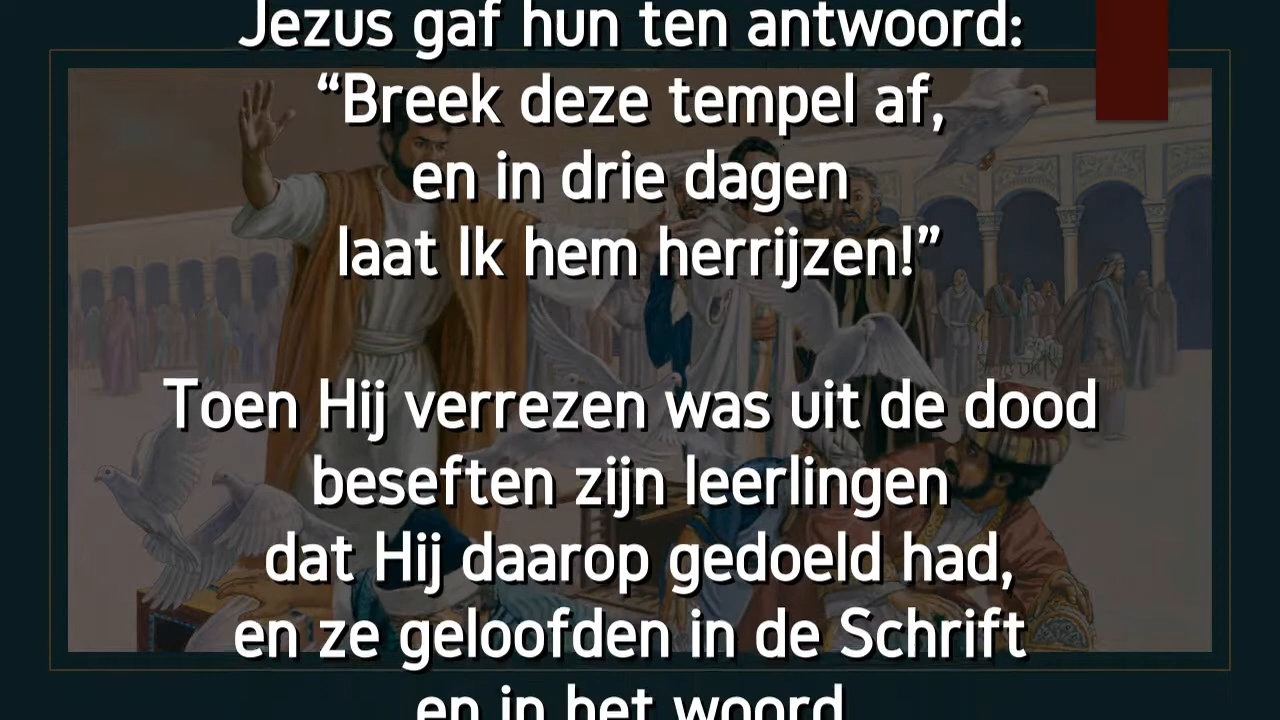 Jezus gaf hun ten antwoord:
“Breek deze tempel af,
en in drie dagen
laat Ik hem herrijzen!”
Toen Hij verrezen was uit de dood
beseften zijn leerlingen
dat Hij daarop gedoeld had,
en ze geloofden in de Schrift
en in het woord